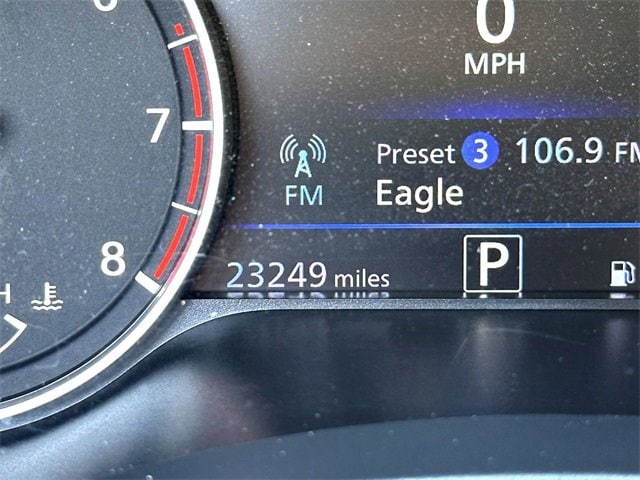 0
MPH
7
Preset 3 106.9 FM
FM
Eagle
8
23249 miles
P
H